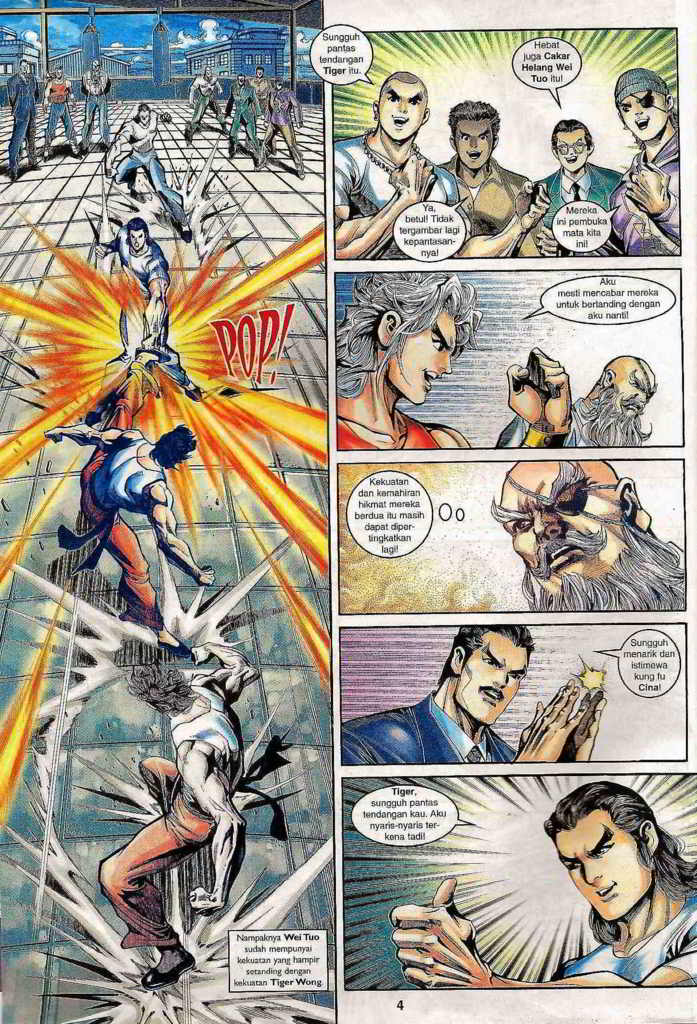 POP!
Nampaknya Wei Tuo
sudah mempunyai
kekuatan yang hampir
setanding dengan
kekuatan Tiger Wong.
Sungguh
pantas
tendangan
Tiger itu.
Hebat
juga Cakar
Helang Wei
Tuo itu!
Ya,
betul! Tidak
tergambar lagi
kepantasan-
nya!
Mereka
ini pembuka
mata kita
ini!
Aku
mesti mencabar mereka
untuk bertanding dengan
aku nanti!
Kekuatan
dan kemahiran
hikmat mereka
berdua itu masih
dapat diper-
tingkatkan
lagi!
Sungguh
menarik dan
istimewa
kung fu
Cina!
Tiger,
sungguh pantas
tendangan kau. Aku
nyaris-nyaris ter-
kena tadi!
4